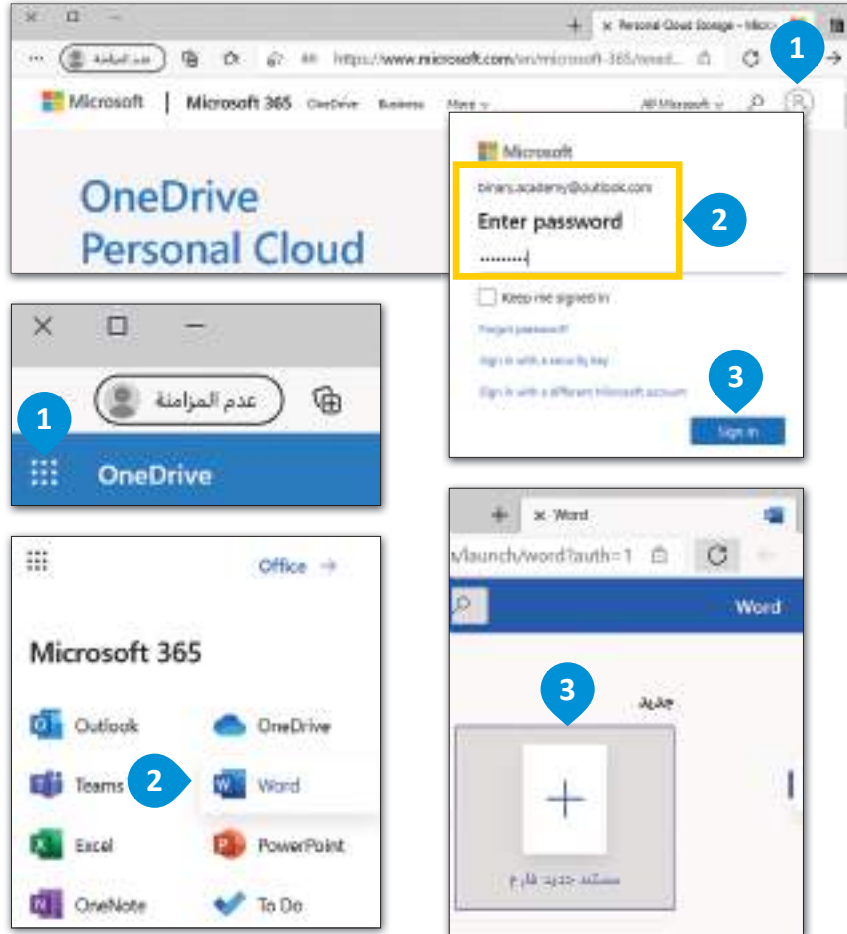 Personal Cloud Storage - Micro
1
عدم المزامنة
https://www.microsoft.com/en/microsoft-365/
Microsoft | Microsoft 365 OneDrive Business More
All Microsoft
OneDrive
Personal Cloud
Microsoft
binary.academy@outlook.com
Enter password
•••••••••
2
Keep me signed in
Forgot password?
Sign in with a security key
Sign in with a different Microsoft account
3
Sign in
عدم المزامنة
1
OneDrive
Office →
Microsoft 365
Outlook
OneDrive
Teams
2
Word
Excel
PowerPoint
OneNote
To Do
Word
/launch/word?auth=1
Word
3
جديد
مستند جديد فارغ